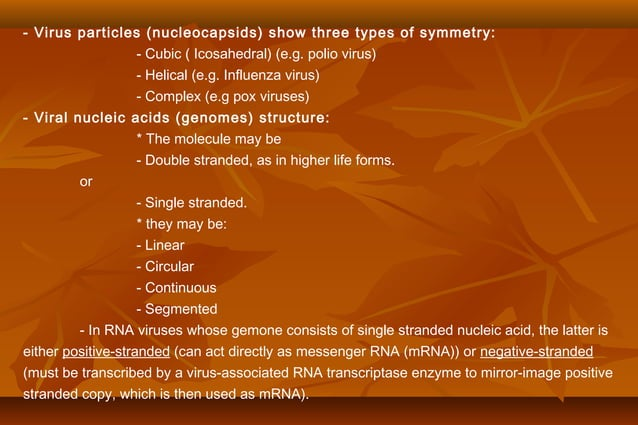 - Virus particles (nucleocapsids) show three types of symmetry:
- Cubic ( Icosahedral) (e.g. polio virus)
- Helical (e.g. Influenza virus)
- Complex (e.g pox viruses)
- Viral nucleic acids (genomes) structure:
* The molecule may be
- Double stranded, as in higher life forms.
or
- Single stranded.
* they may be:
- Linear
- Circular
- Continuous
- Segmented
- In RNA viruses whose gemone consists of single stranded nucleic acid, the latter is
either positive-stranded (can act directly as messenger RNA (mRNA)) or negative-stranded
(must be transcribed by a virus-associated RNA transcriptase enzyme to mirror-image positive
stranded copy, which is then used as mRNA).